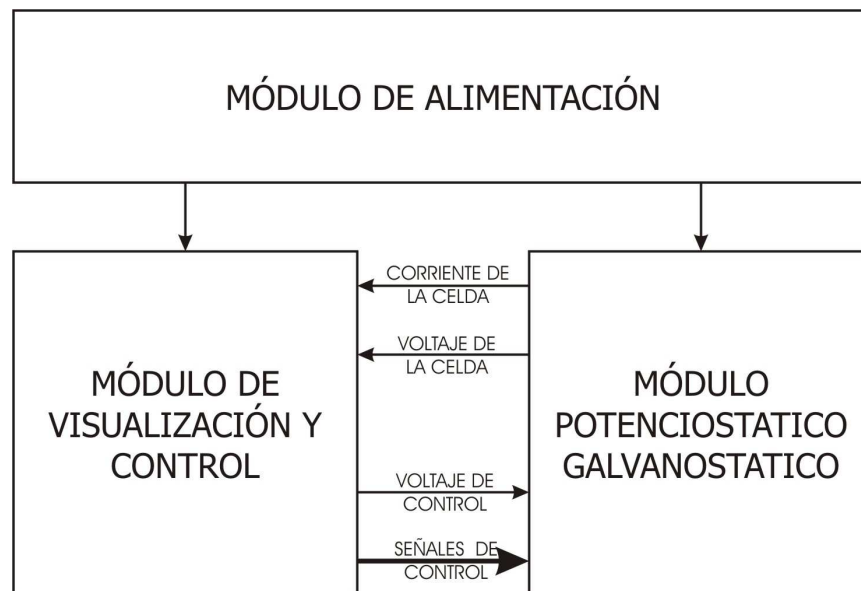 MÓDULO DE ALIMENTACIÓN
CORRIENTE DE
LA CELDA
VOLTAJE DE
LA CELDA
MÓDULO DE
VISUALIZACIÓN Y
CONTROL
MÓDULO
POTENCIOSTATICO
GALVANOSTATICO
VOLTAJE DE
CONTROL
SEÑALES DE
CONTROL